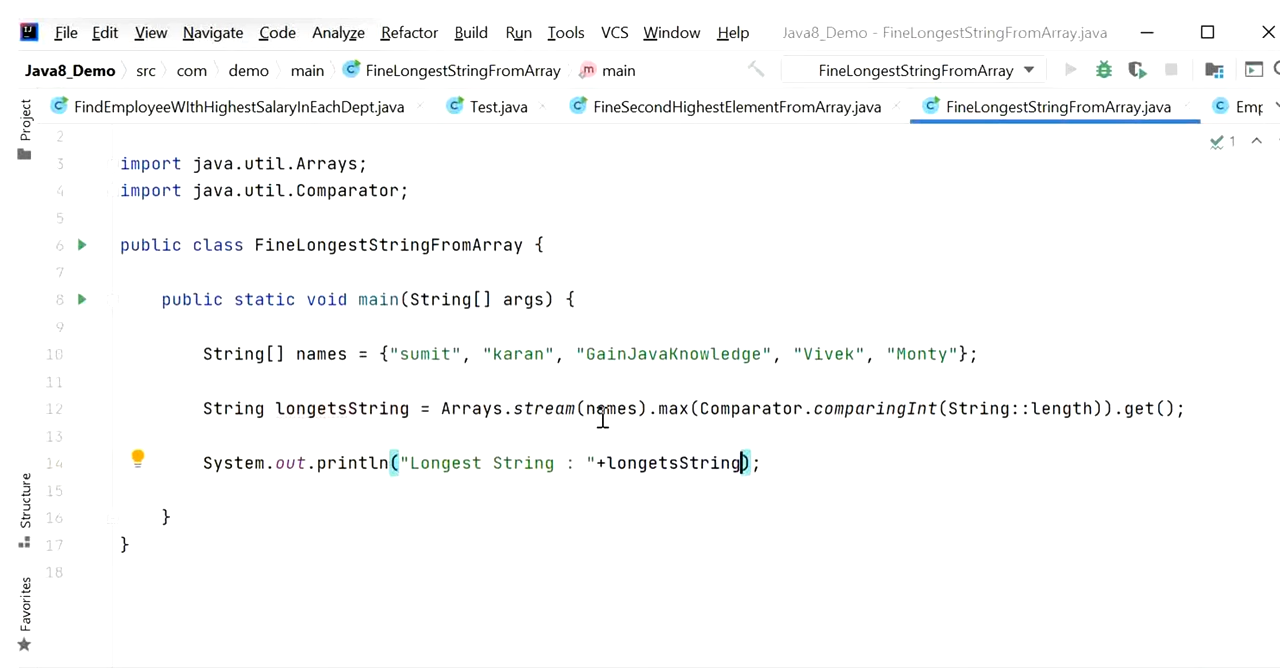 File Edit View Navigate Code Analyze Refactor Build Run Tools VCS Window Help Java8_Demo - FineLongestStringFromArray.java
Java8_Demo src com demo main FineLongestStringFromArray main FineLongestStringFromArray
FindEmployeeWIthHighestSalaryInEachDept.java Test.java FineSecondHighestElementFromArray.java FineLongestStringFromArray.java Emp
Project
2
3 import java.util.Arrays;
4 import java.util.Comparator;
5
6 public class FineLongestStringFromArray {
7
8 public static void main(String[] args) {
9
10 String[] names = {"sumit", "karan", "GainJavaKnowledge", "Vivek", "Monty"};
11
12 String longetsString = Arrays.stream(names).max(Comparator.comparingInt(String::length)).get();
13
14 System.out.println("Longest String : "+longetsString);
15
16 }
17 }
18
1
Structure
Favorites